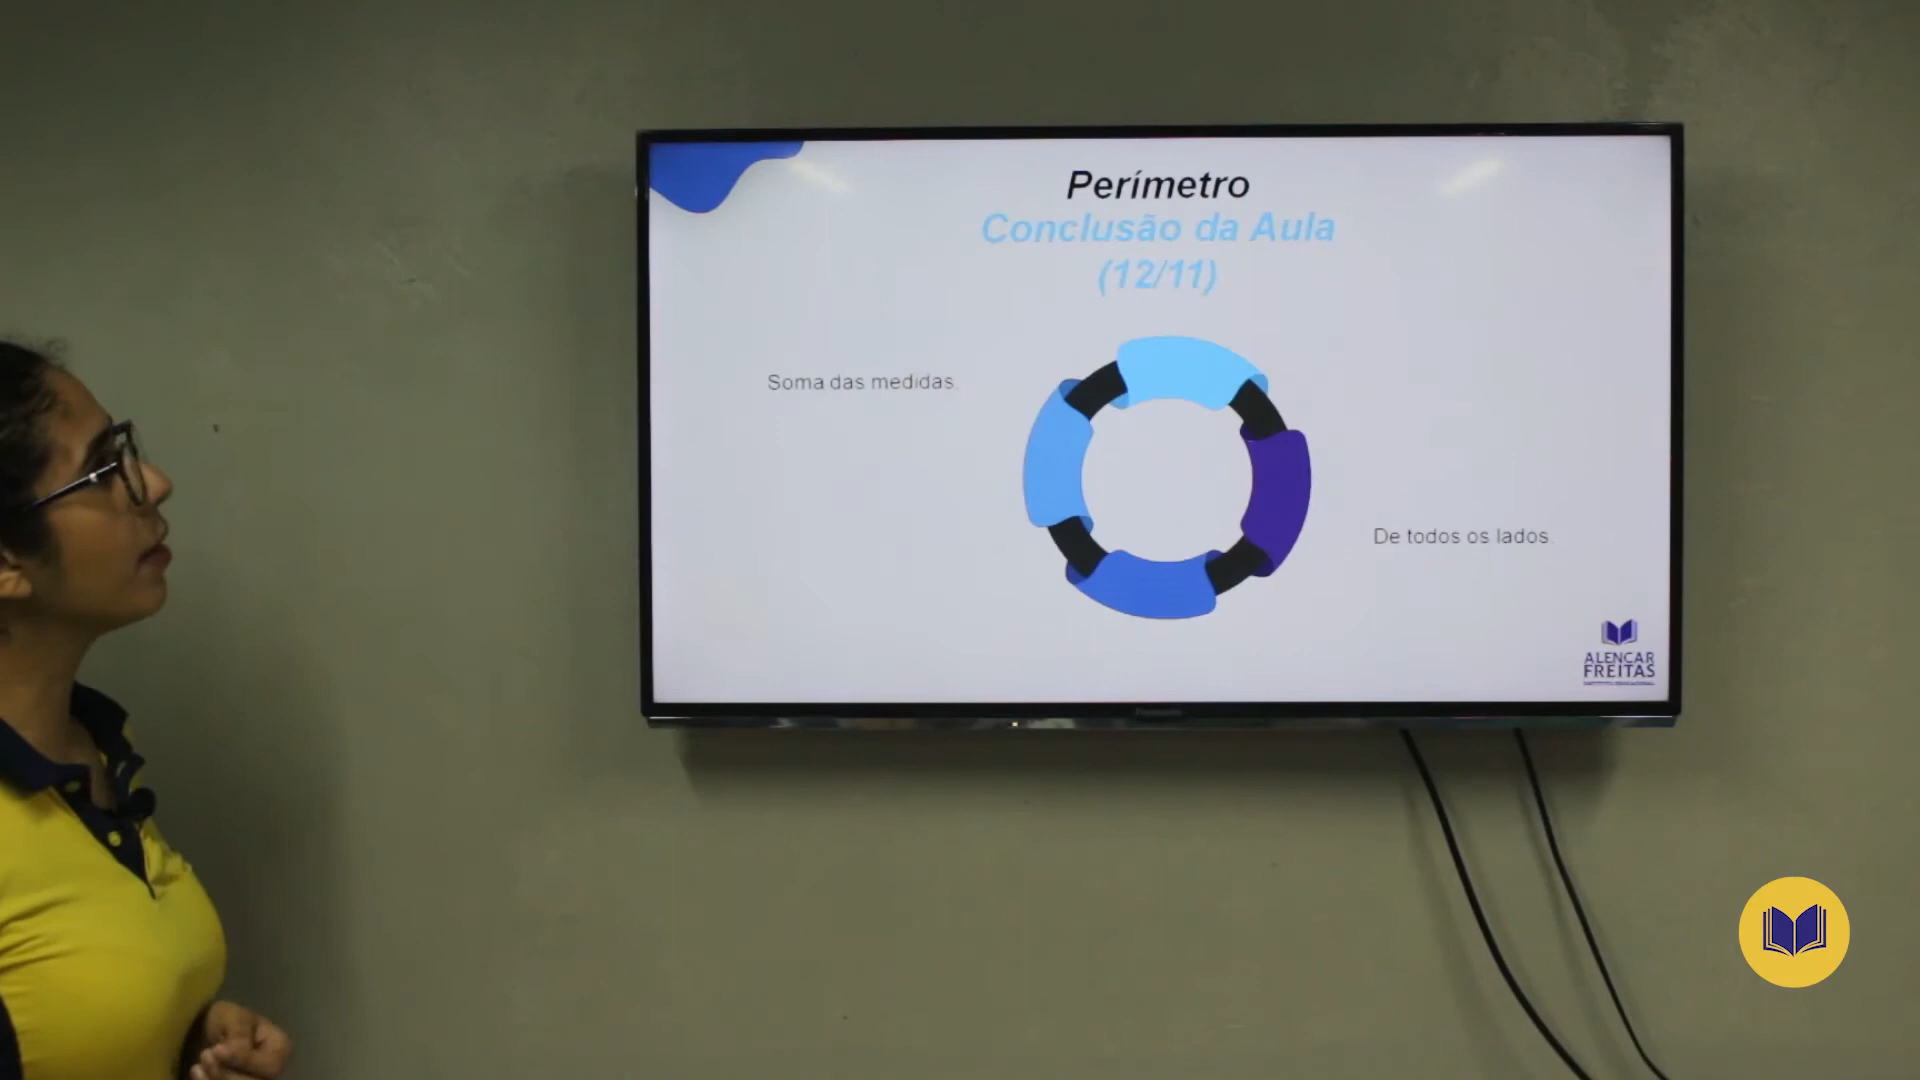 Perímetro
Conclusão da Aula
(12/11)
Soma das medidas.
De todos os lados.
ALENCAR
FREITAS